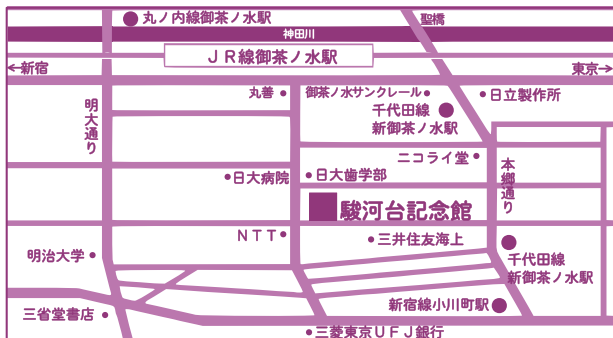 丸ノ内線御茶ノ水駅
聖橋
神田川
ＪＲ線御茶ノ水駅
←新宿
東京→
丸善
御茶ノ水サンクレール
日立製作所
千代田線
新御茶ノ水駅
明大通り
ニコライ堂
本郷通り
日大病院
日大歯学部
駿河台記念館
ＮＴＴ
三井住友海上
明治大学
千代田線
新御茶ノ水駅
新宿線小川町駅
三省堂書店
三菱東京ＵＦＪ銀行